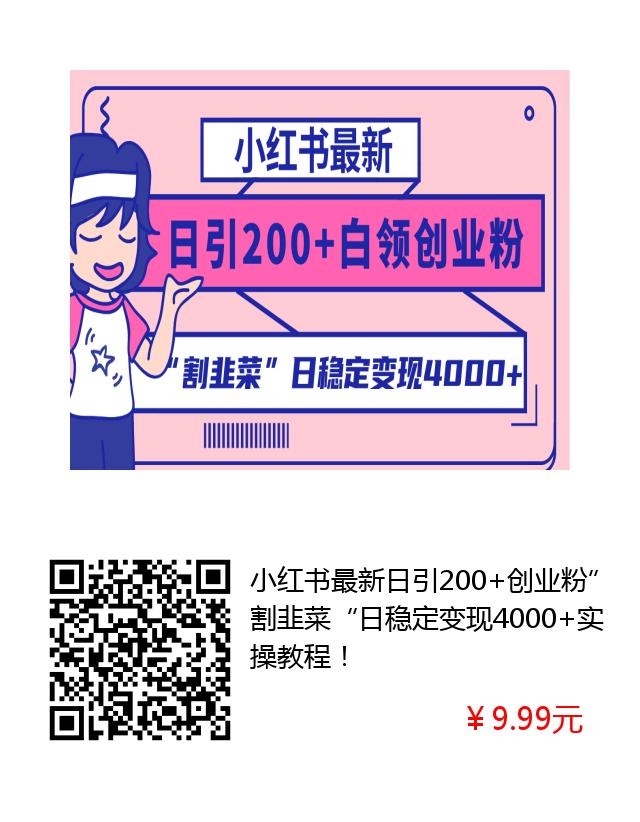 小红书最新
日引200+白领创业粉
“割韭菜”日稳定变现4000+
小红书最新日引200+创业粉”
割韭菜“日稳定变现4000+实
操教程！
￥9.99元